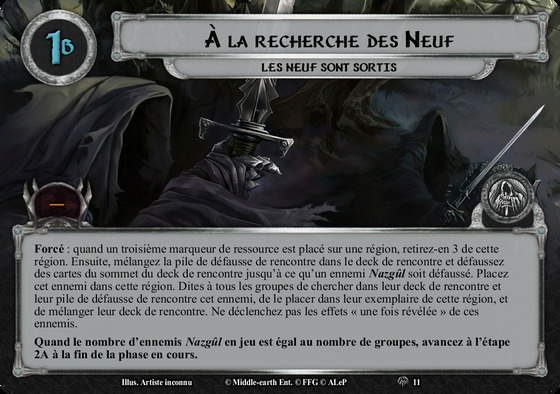 1B
À LA RECHERCHE DES NEUF
LES NEUF SONT SORTIS
–
Forcé : quand un troisième marqueur de ressource est placé sur une région, retirez-en 3 de cette
région. Ensuite, mélangez la pile de défausse de rencontre dans le deck de rencontre et défaussez
des cartes du sommet du deck de rencontre jusqu'à ce qu'un ennemi Nazgûl soit défaussé. Placez
cet ennemi dans cette région. Dites à tous les groupes de chercher dans leur deck de rencontre et
leur pile de défausse de rencontre cet ennemi, de le placer dans leur exemplaire de cette région, et
de mélanger leur deck de rencontre. Ne déclenchez pas les effets « une fois révélée » de ces
ennemis.
Quand le nombre d'ennemis Nazgûl en jeu est égal au nombre de groupes, avancez à l'étape
2A à la fin de la phase en cours.
Illus. Artiste inconnu © Middle-earth Ent. © FFG © ALeP 11